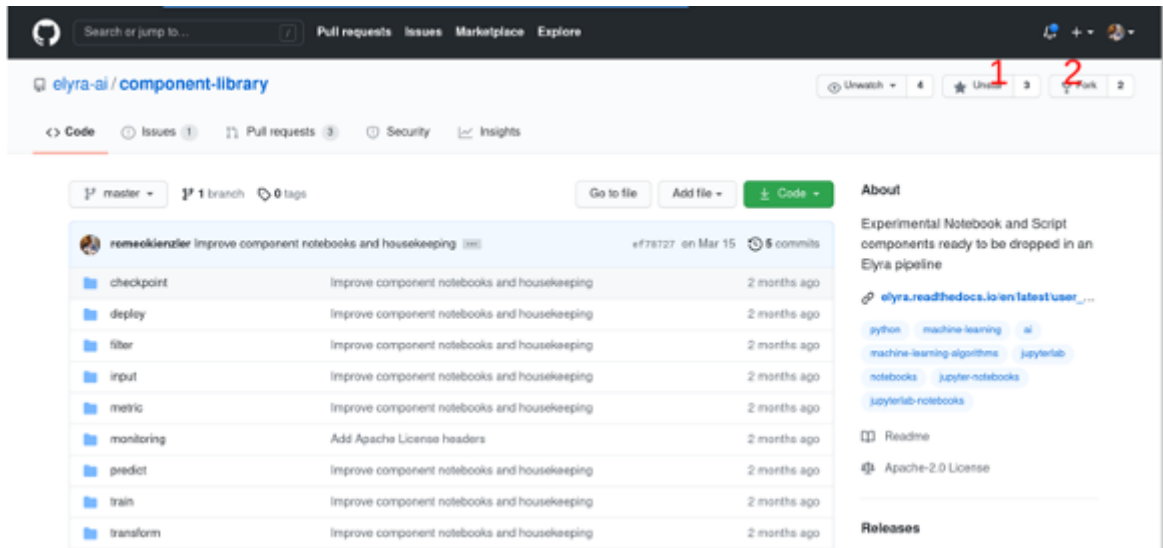 Search or jump to... / Pull requests Issues Marketplace Explore
1 2
elyra-ai / component-library Unwatch 4 Unstar 3 Fork 2
Code Issues 1 Pull requests 3 Security Insights
master 1 branch 0 tags Go to file Add file Code
About
romeokienzler Improve component notebooks and housekeeping ... ef78727 on Mar 15 5 commits
Experimental Notebook and Script
components ready to be dropped in an
Elyra pipeline
checkpoint Improve component notebooks and housekeeping 2 months ago
elyra.readthedocs.io/en/latest/user_...
deploy Improve component notebooks and housekeeping 2 months ago
python machine-learning ai
filter Improve component notebooks and housekeeping 2 months ago
machine-learning-algorithms jupyterlab
input Improve component notebooks and housekeeping 2 months ago
notebooks jupyter-notebooks
jupyterlab-notebooks
metric Improve component notebooks and housekeeping 2 months ago
monitoring Add Apache License headers 2 months ago
Readme
predict Improve component notebooks and housekeeping 2 months ago
Apache-2.0 License
train Improve component notebooks and housekeeping 2 months ago
transform Improve component notebooks and housekeeping 2 months ago
Releases